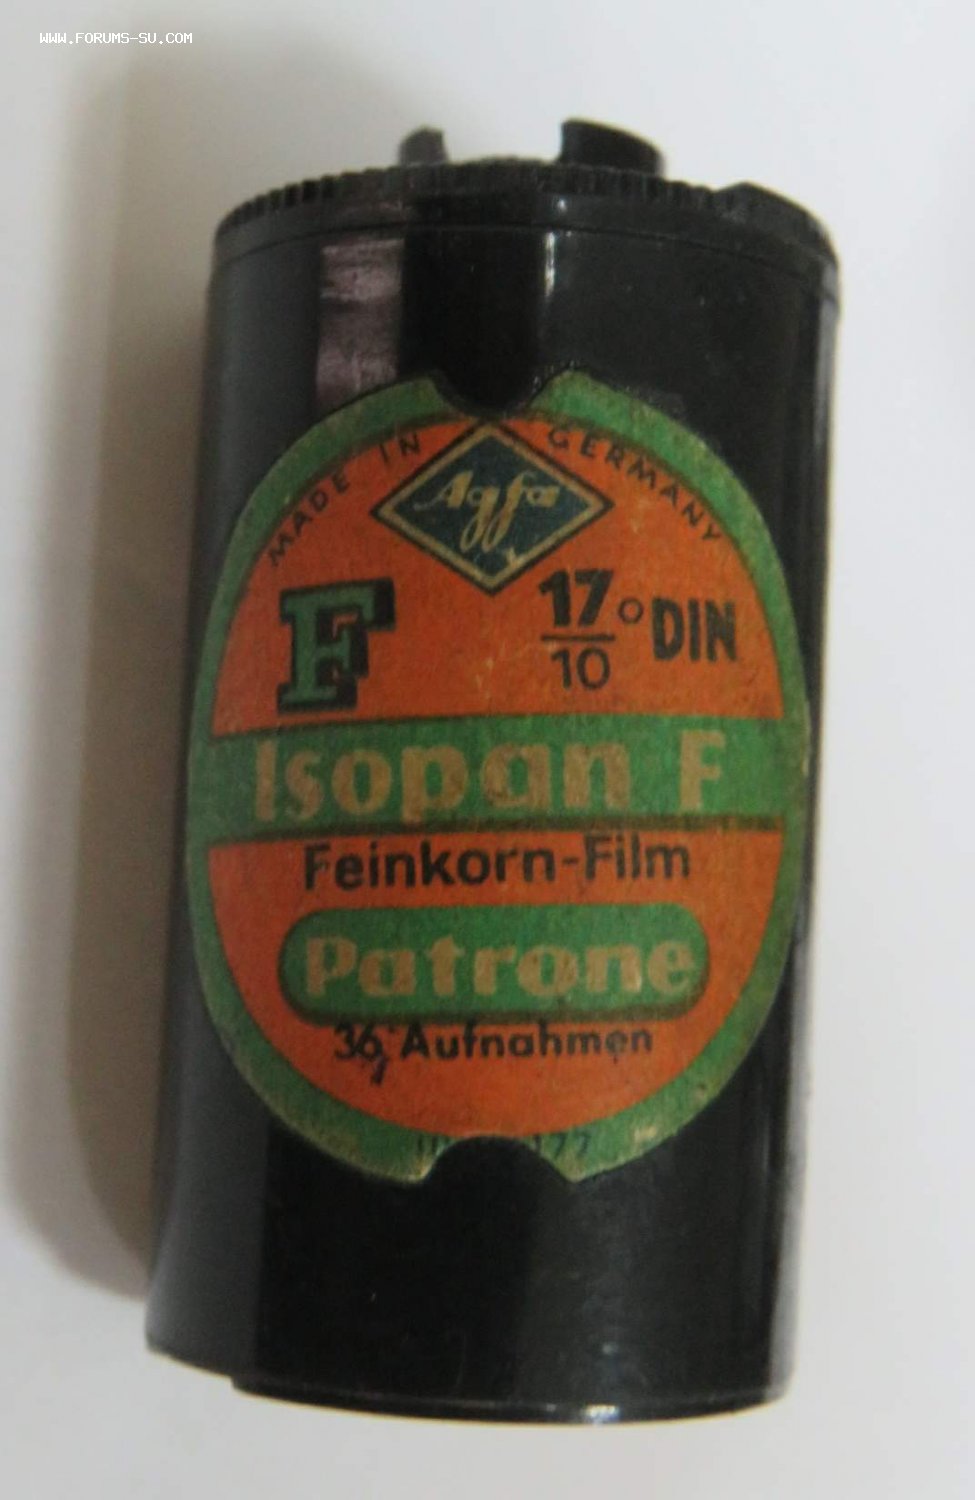 WWW.FORUMS-SU.COM
MADE IN GERMANY
Agfa
F 17/10° DIN
Isopan F
Feinkorn-Film
Patrone
36 Aufnahmen